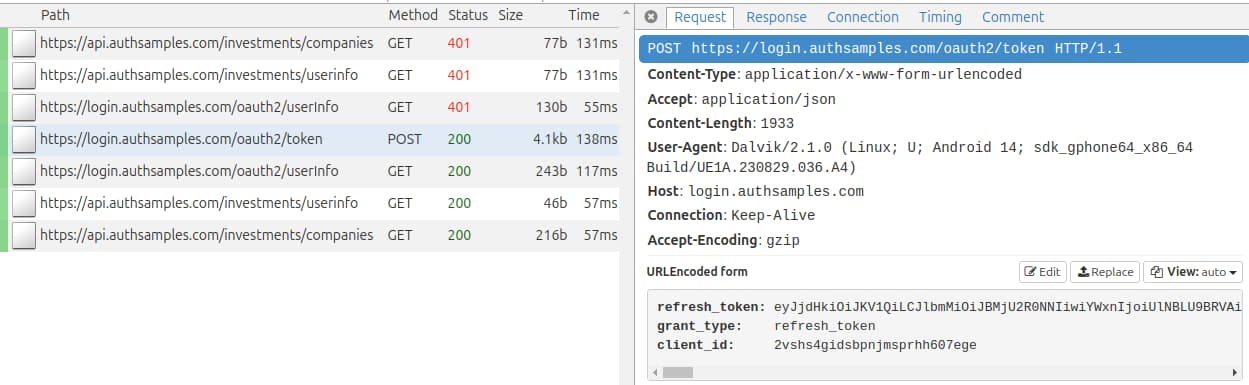 Path Method Status Size Time
https://api.authsamples.com/investments/companies GET 401 77b 131ms
https://api.authsamples.com/investments/userinfo GET 401 77b 131ms
https://login.authsamples.com/oauth2/userInfo GET 401 130b 55ms
https://login.authsamples.com/oauth2/token POST 200 4.1kb 138ms
https://login.authsamples.com/oauth2/userInfo GET 200 243b 117ms
https://api.authsamples.com/investments/userinfo GET 200 46b 57ms
https://api.authsamples.com/investments/companies GET 200 216b 57ms
Request Response Connection Timing Comment
POST https://login.authsamples.com/oauth2/token HTTP/1.1
Content-Type: application/x-www-form-urlencoded
Accept: application/json
Content-Length: 1933
User-Agent: Dalvik/2.1.0 (Linux; U; Android 14; sdk_gphone64_x86_64
Build/UE1A.230829.036.A4)
Host: login.authsamples.com
Connection: Keep-Alive
Accept-Encoding: gzip
URLEncoded form Edit Replace View: auto
refresh_token: eyJjdHkiOiJKV1QiLCJlbmMiOiJBMjU2R0NNIiwiYWxnIjoiUlNBLU9BRVAi
grant_type: refresh_token
client_id: 2vshs4gidsbpnjmsprhh607ege